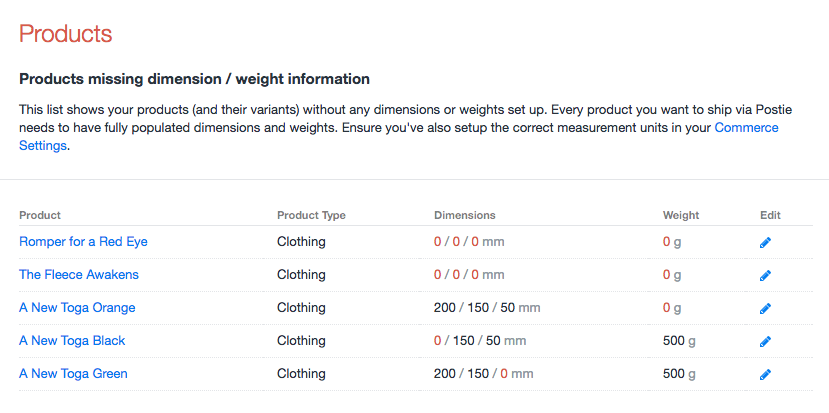 Products
Products missing dimension / weight information
This list shows your products (and their variants) without any dimensions or weights set up. Every product you want to ship via Postie
needs to have fully populated dimensions and weights. Ensure you've also setup the correct measurement units in your Commerce
Settings.
Product Product Type Dimensions Weight Edit
Romper for a Red Eye Clothing 0 / 0 / 0 mm 0 g
The Fleece Awakens Clothing 0 / 0 / 0 mm 0 g
A New Toga Orange Clothing 200 / 150 / 50 mm 0 g
A New Toga Black Clothing 0 / 150 / 50 mm 500 g
A New Toga Green Clothing 200 / 150 / 0 mm 500 g